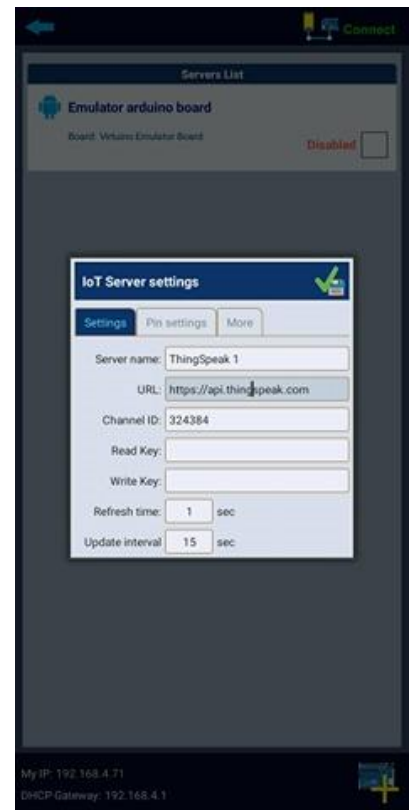 Connect
Servers List
Emulator arduino board
Board: Virtuino Emulator Board
Disabled
IoT Server settings
Settings Pin settings More
Server name: ThingSpeak 1
URL: https://api.thingspeak.com
Channel ID: 324384
Read Key:
Write Key:
Refresh time: 1 sec
Update interval 15 sec
My IP: 192.168.4.71
DHCP Gateway: 192.168.4.1